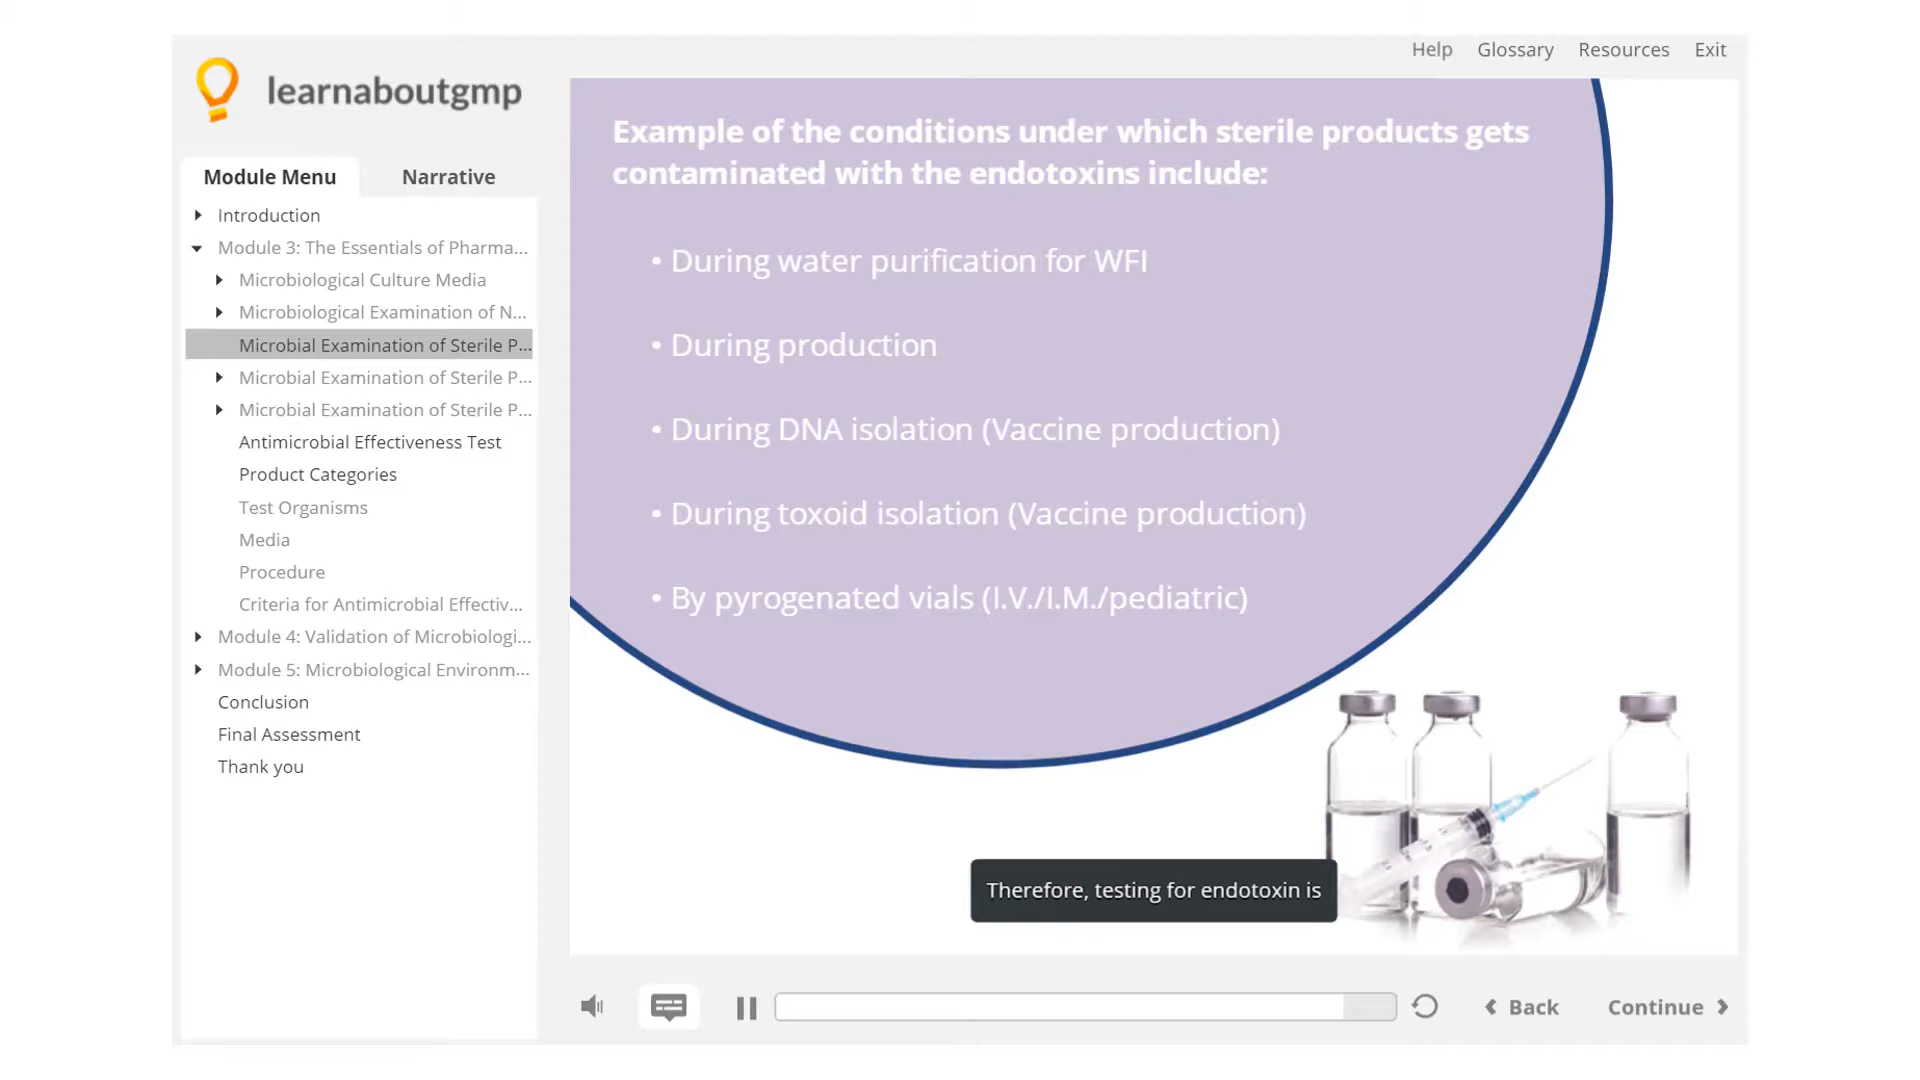 Help Glossary Resources Exit
learnaboutgmp
Module Menu Narrative
Introduction
Module 3: The Essentials of Pharma...
Microbiological Culture Media
Microbiological Examination of N...
Microbial Examination of Sterile P...
Microbial Examination of Sterile P...
Microbial Examination of Sterile P...
Antimicrobial Effectiveness Test
Product Categories
Test Organisms
Media
Procedure
Criteria for Antimicrobial Effectiv...
Module 4: Validation of Microbiologi...
Module 5: Microbiological Environm...
Conclusion
Final Assessment
Thank you
Example of the conditions under which sterile products gets
contaminated with the endotoxins include:
• During water purification for WFI
• During production
• During DNA isolation (Vaccine production)
• During toxoid isolation (Vaccine production)
• By pyrogenated vials (I.V./I.M./pediatric)
Therefore, testing for endotoxin is
Back Continue